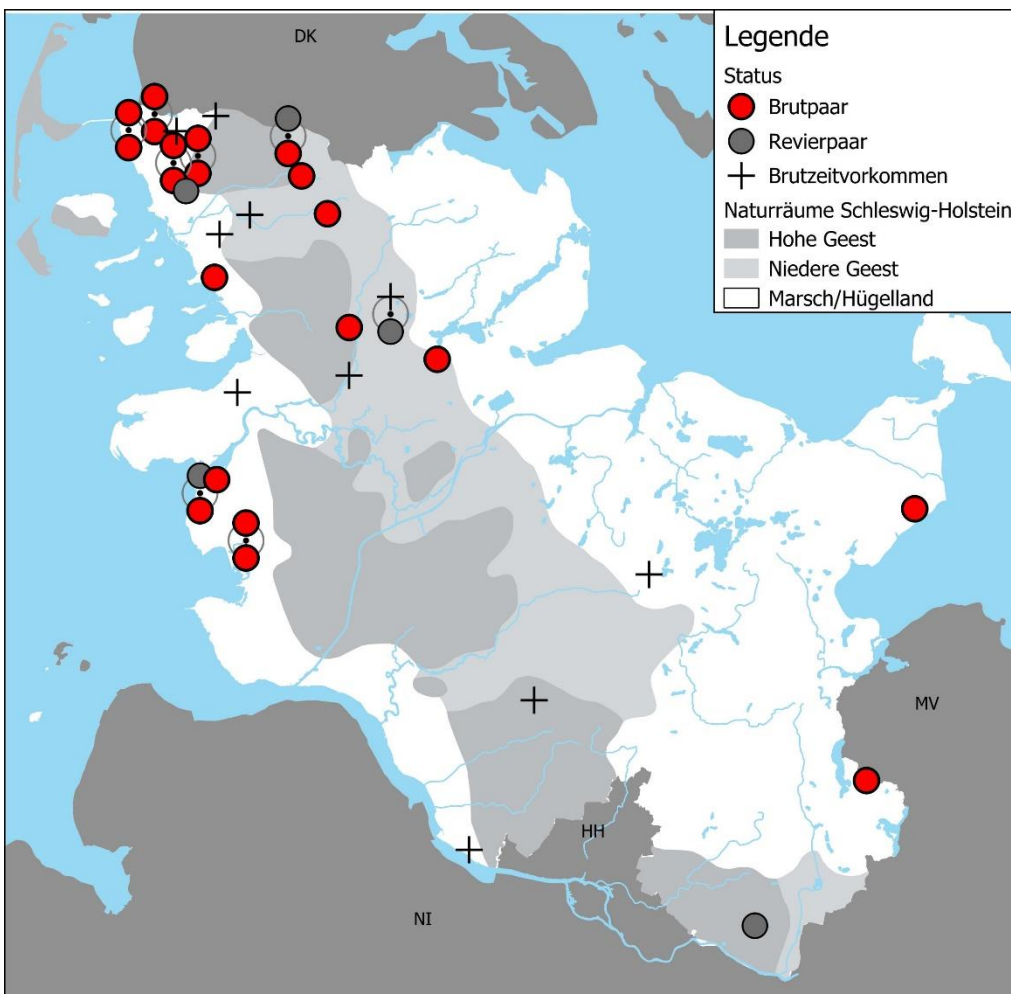 DK
Legende
Status
Brutpaar
Revierpaar
Brutzeitvorkommen
Naturräume Schleswig-Holstein
Hohe Geest
Niedere Geest
Marsch/Hügelland
MV
HH
NI